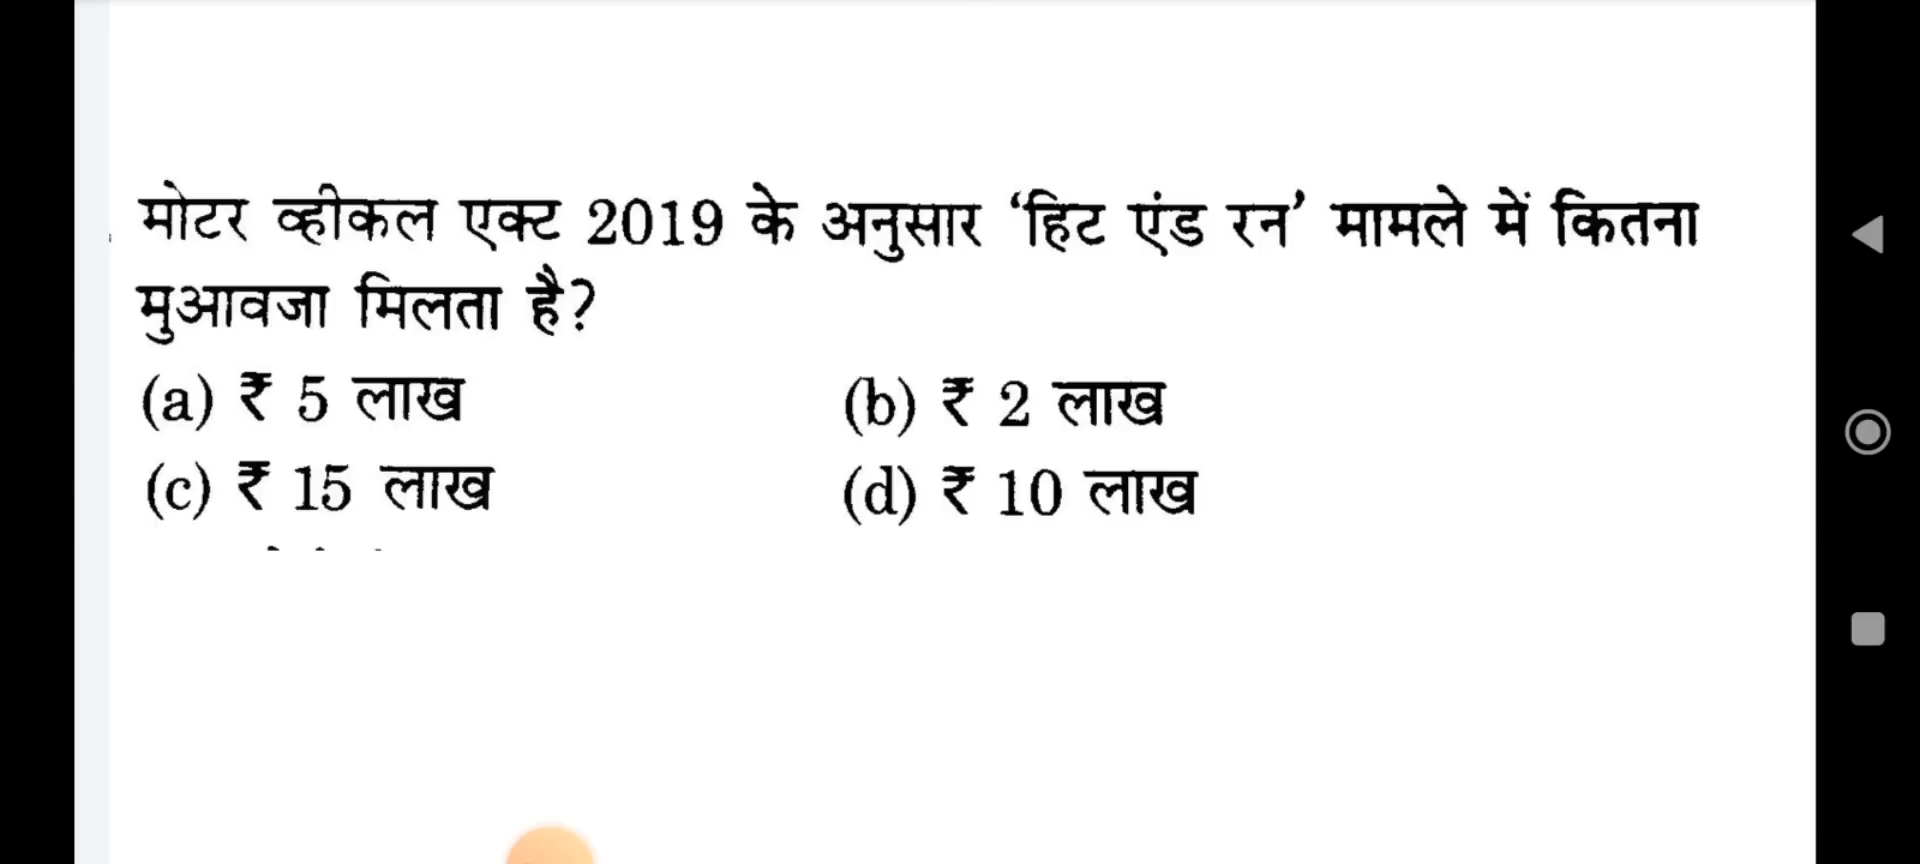 मोटर व्हीकल एक्ट 2019 के अनुसार ‘हिट एंड रन’ मामले में कितना
मुआवजा मिलता है?
(a) ₹ 5 लाख (b) ₹ 2 लाख
(c) ₹ 15 लाख (d) ₹ 10 लाख